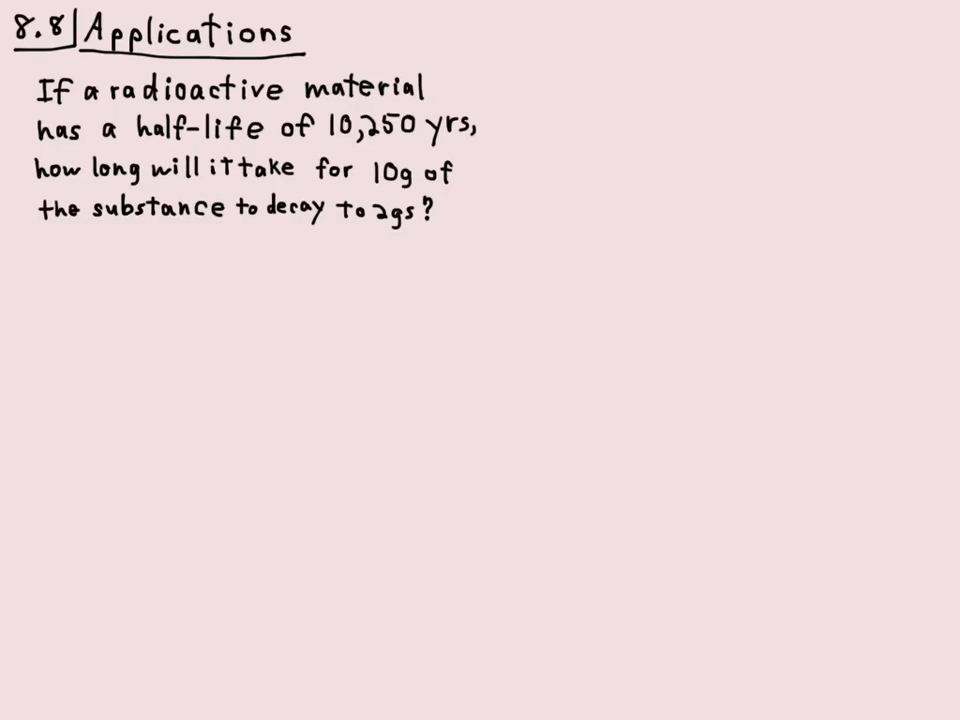 8.8 Applications
If a radioactive material
has a half-life of 10,250 yrs,
how long will it take for 10g of
the substance to decay to 2gs?